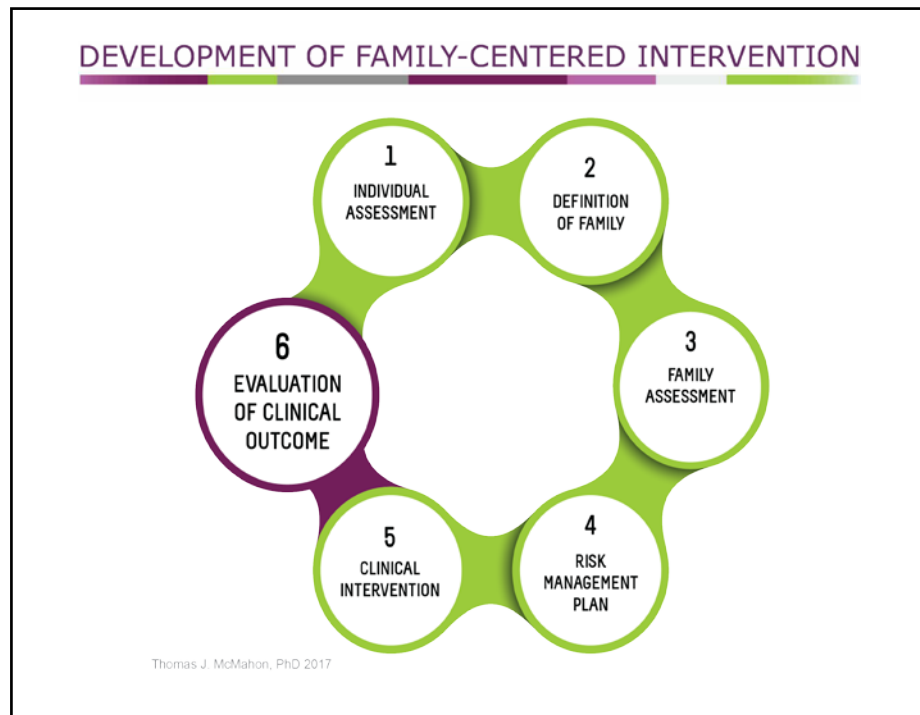 DEVELOPMENT OF FAMILY-CENTERED INTERVENTION
1
INDIVIDUAL
ASSESSMENT
2
DEFINITION
OF FAMILY
3
FAMILY
ASSESSMENT
4
RISK
MANAGEMENT
PLAN
5
CLINICAL
INTERVENTION
6
EVALUATION
OF CLINICAL
OUTCOME
Thomas J. McMahon, PhD 2017